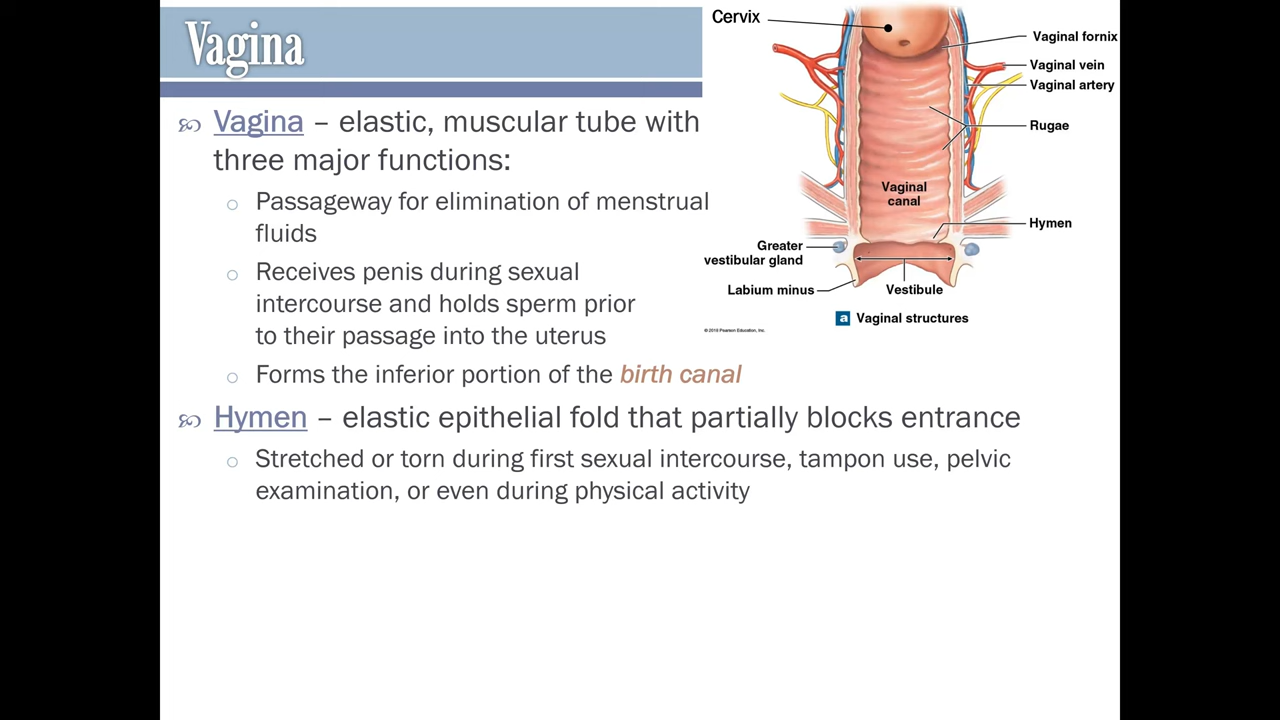 Vagina
Vagina – elastic, muscular tube with
three major functions:
Passageway for elimination of menstrual
fluids
Receives penis during sexual
intercourse and holds sperm prior
to their passage into the uterus
Forms the inferior portion of the birth canal
Hymen – elastic epithelial fold that partially blocks entrance
Stretched or torn during first sexual intercourse, tampon use, pelvic
examination, or even during physical activity
Cervix
Vaginal fornix
Vaginal vein
Vaginal artery
Rugae
Vaginal
canal
Hymen
Greater
vestibular gland
Labium minus
Vestibule
a Vaginal structures
© 2019 Pearson Education, Inc.